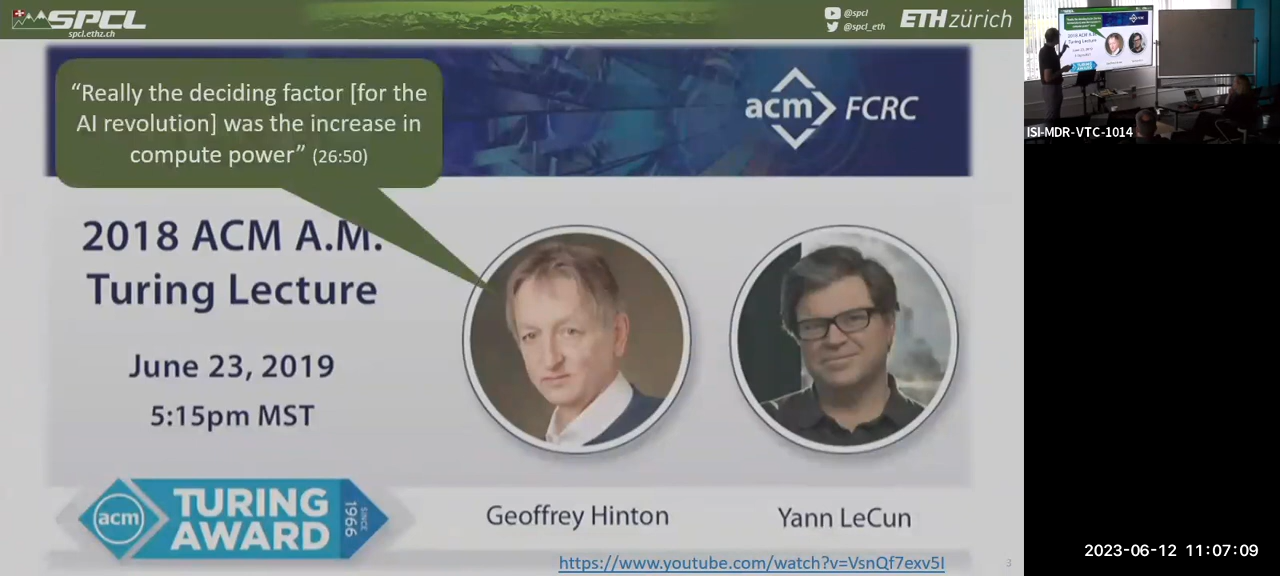 SPCL
spcl.ethz.ch
@spcl
@spcl_eth
ETH zürich
“Really the deciding factor [for the
AI revolution] was the increase in
compute power” (26:50)
acm FCRC
2018 ACM A.M.
Turing Lecture
June 23, 2019
5:15pm MST
acm
TURING
AWARD
SINCE
1966
Geoffrey Hinton
Yann LeCun
https://www.youtube.com/watch?v=VsnQf7exv5I
3
ISI-MDR-VTC-1014
2023-06-12 11:07:09